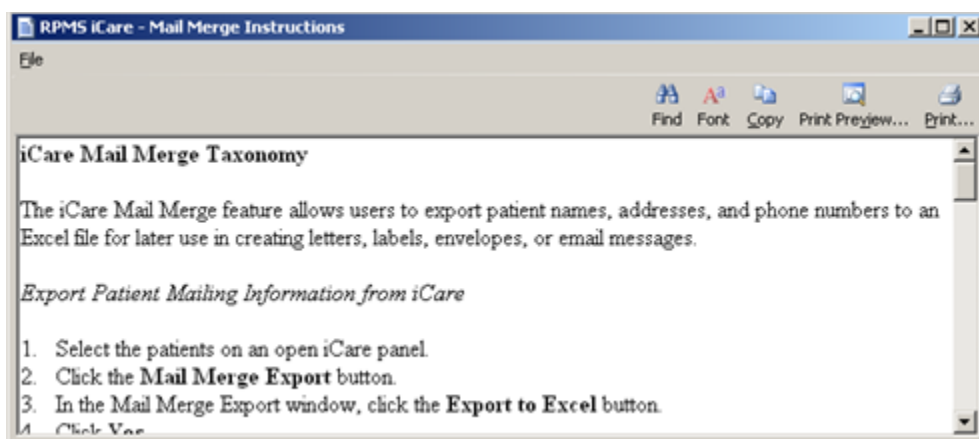 RPMS iCare - Mail Merge Instructions
File
Find Font Copy Print Preview... Print...
iCare Mail Merge Taxonomy
The iCare Mail Merge feature allows users to export patient names, addresses, and phone numbers to an
Excel file for later use in creating letters, labels, envelopes, or email messages.
Export Patient Mailing Information from iCare
1. Select the patients on an open iCare panel.
2. Click the Mail Merge Export button.
3. In the Mail Merge Export window, click the Export to Excel button.
4. Click Yes